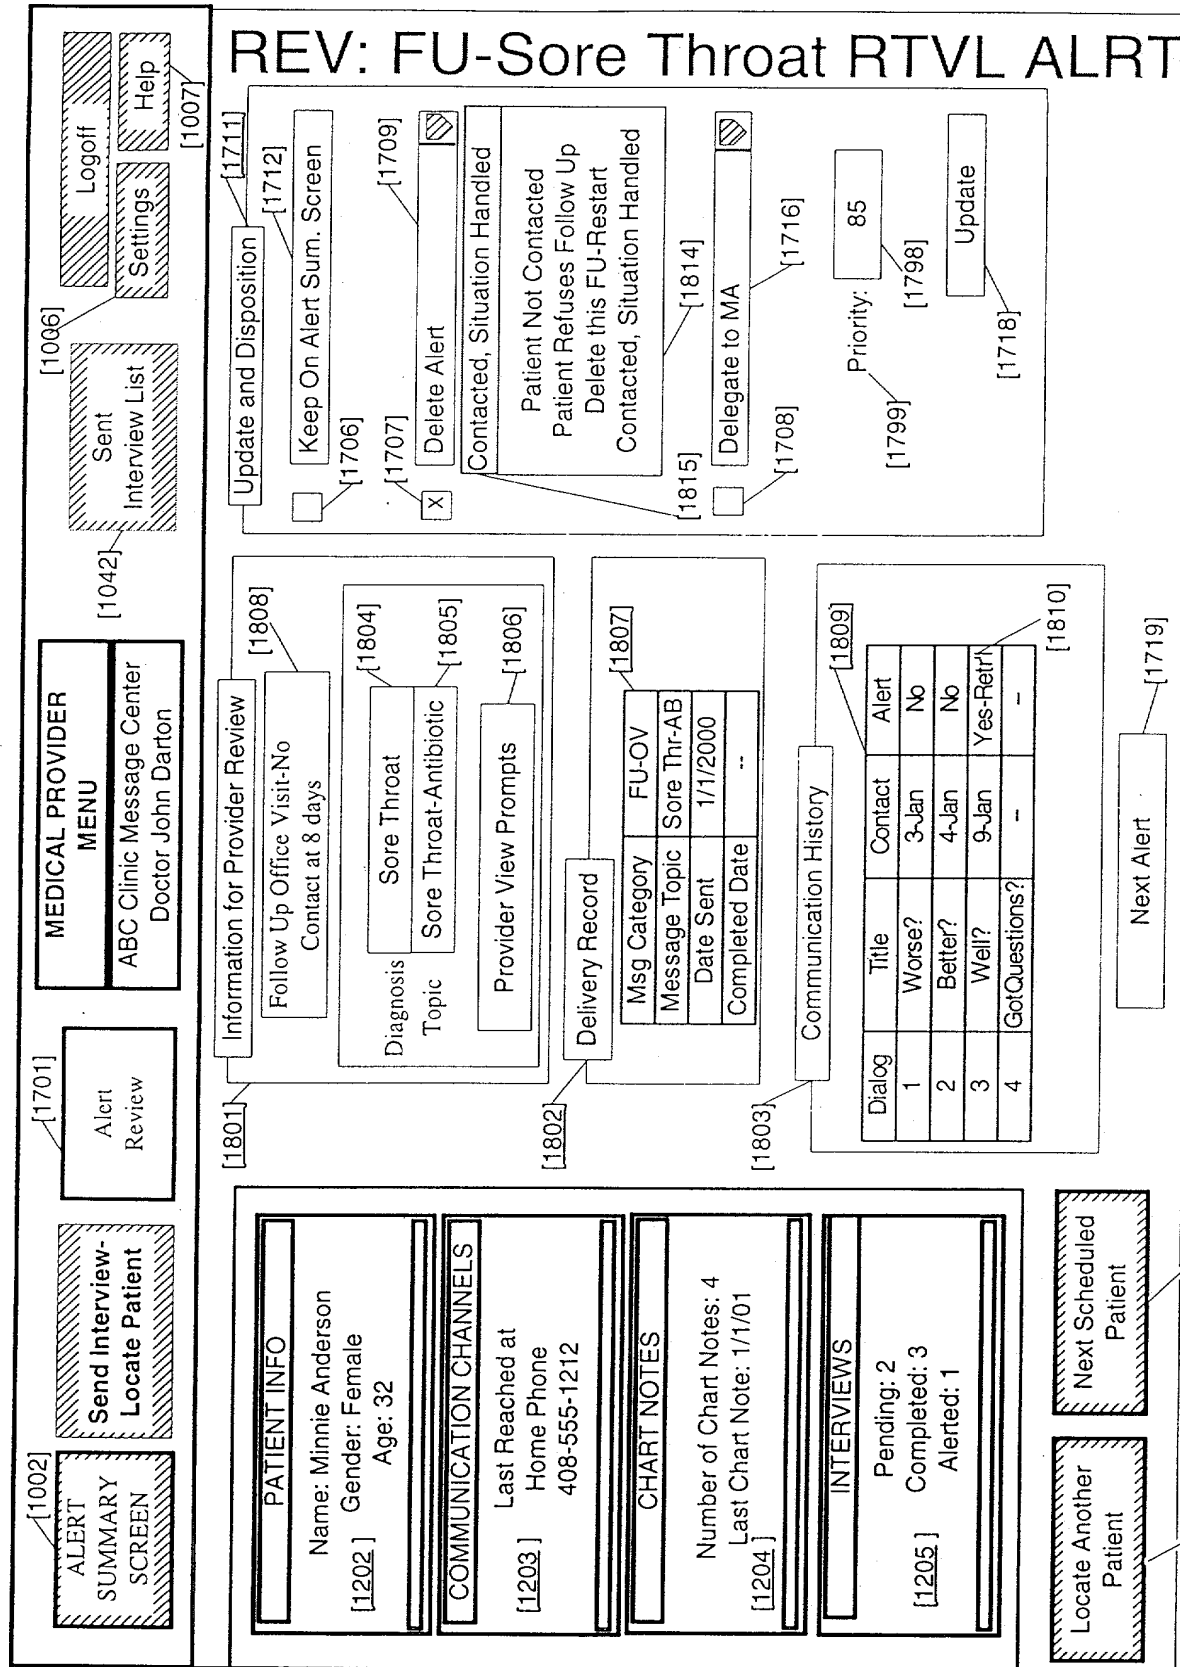 [1002]
ALERT
SUMMARY
SCREEN
Send Interview-
Locate Patient
[1701]
Alert
Review
MEDICAL PROVIDER
MENU
ABC Clinic Message Center
Doctor John Darton
[1042]
Sent
Interview List
[1006]
Logoff
Settings
Help
[1007]
REV: FU-Sore Throat RTVL ALRT
PATIENT INFO
Name: Minnie Anderson
Gender: Female
Age: 32
[1202]
COMMUNICATION CHANNELS
Last Reached at
Home Phone
408-555-1212
[1203]
CHART NOTES
Number of Chart Notes: 4
Last Chart Note: 1/1/01
[1204]
INTERVIEWS
Pending: 2
Completed: 3
Alerted: 1
[1205]
Locate Another
Patient
Next Scheduled
Patient
[1801]
Information for Provider Review
Follow Up Office Visit-No
Contact at 8 days
[1808]
Diagnosis Sore Throat [1804]
Topic Sore Throat-Antibiotic [1805]
Provider View Prompts [1806]
[1802]
Delivery Record
Msg Category FU-OV [1807]
Message Topic Sore Thr-AB
Date Sent 1/1/2000
Completed Date --
[1803]
Communication History
[1809]
Dialog Title Contact Alert
1 Worse? 3-Jan No
2 Better? 4-Jan No
3 Well? 9-Jan Yes-Retr'l
4 GotQuestions? -- --
[1810]
Next Alert [1719]
[1711]
Update and Disposition
[1712]
Keep On Alert Sum. Screen
[1706]
[1707]
[1709]
X Delete Alert
Contacted, Situation Handled
Patient Not Contacted
Patient Refuses Follow Up
Delete this FU-Restart
Contacted, Situation Handled
[1814]
[1815]
Delegate to MA
[1708]
[1716]
Priority: 85
[1799]
[1798]
Update
[1718]